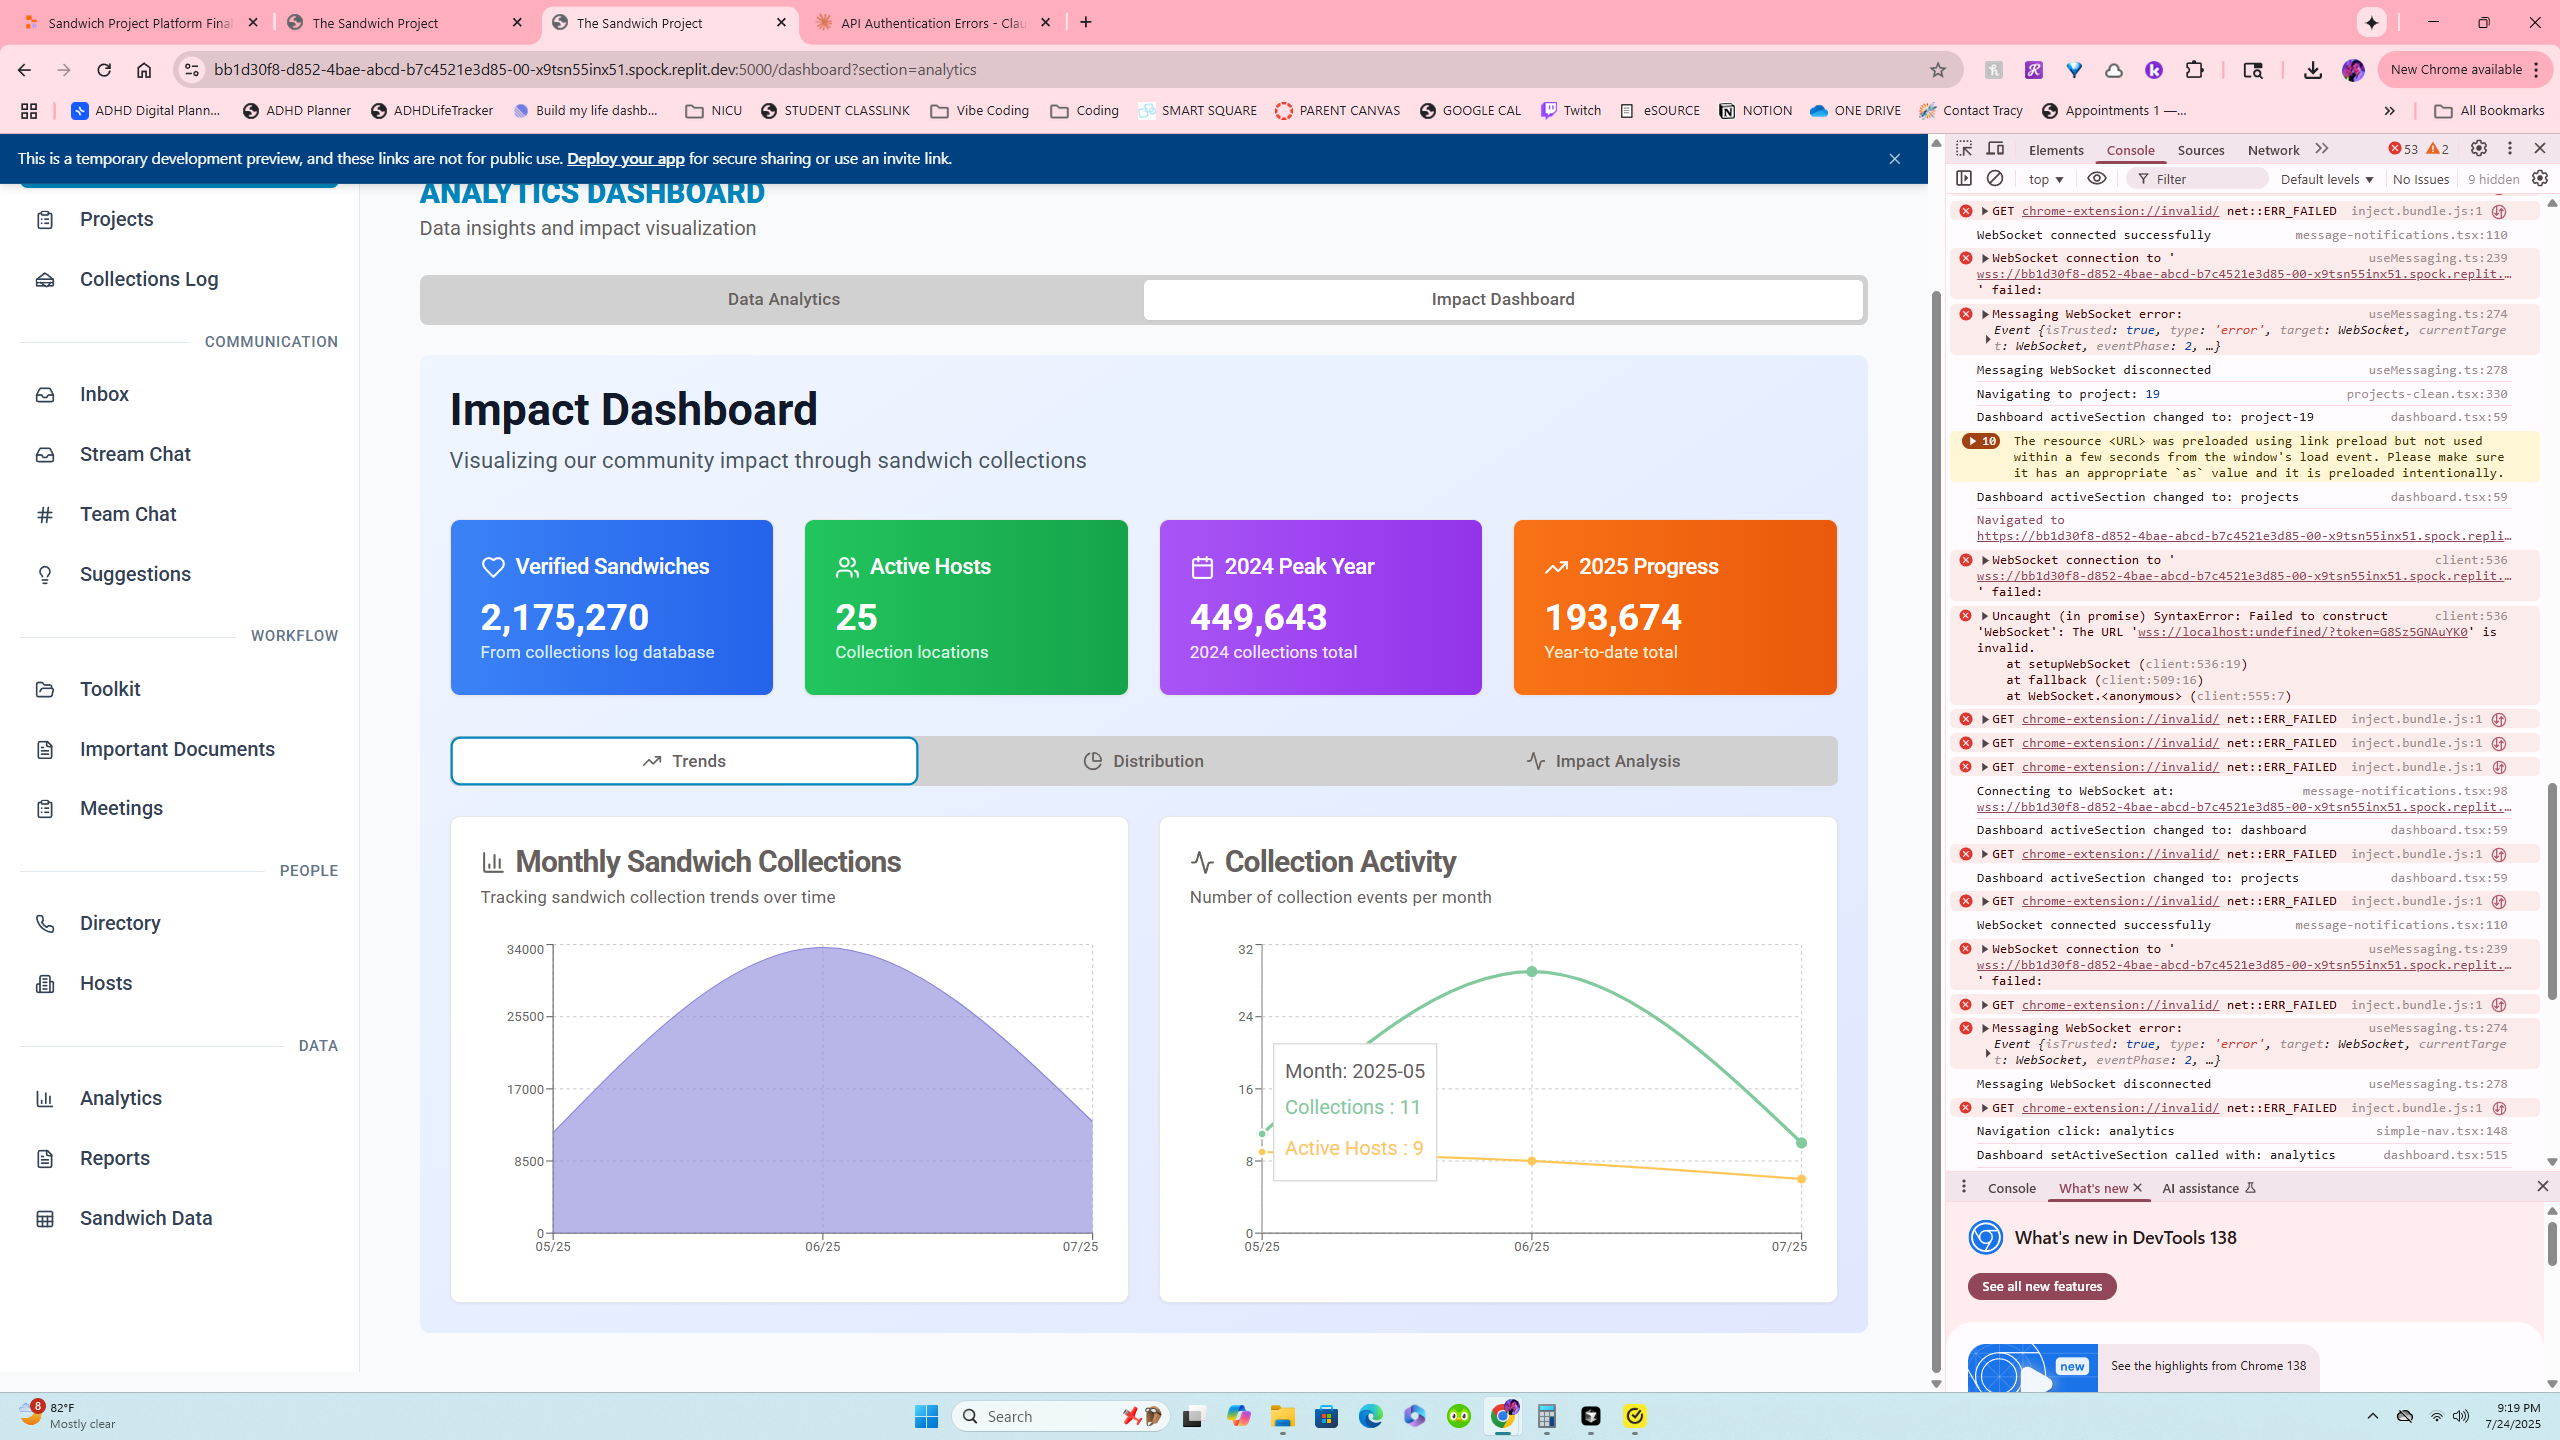 Sandwich Project Platform Fina
The Sandwich Project
The Sandwich Project
API Authentication Errors - Clau
bb1d30f8-d852-4bae-abcd-b7c4521e3d85-00-x9tsn55inx51.spock.replit.dev:5000/dashboard?section=analytics
New Chrome available
ADHD Digital Plann...
ADHD Planner
ADHDLifeTracker
Build my life dashb...
NICU
STUDENT CLASSLINK
Vibe Coding
Coding
SMART SQUARE
PARENT CANVAS
GOOGLE CAL
Twitch
eSOURCE
NOTION
ONE DRIVE
Contact Tracy
Appointments 1 —...
All Bookmarks
This is a temporary development preview, and these links are not for public use. Deploy your app for secure sharing or use an invite link.
Projects
Collections Log
COMMUNICATION
Inbox
Stream Chat
Team Chat
Suggestions
WORKFLOW
Toolkit
Important Documents
Meetings
PEOPLE
Directory
Hosts
DATA
Analytics
Reports
Sandwich Data
ANALYTICS DASHBOARD
Data insights and impact visualization
Data Analytics
Impact Dashboard
Impact Dashboard
Visualizing our community impact through sandwich collections
Verified Sandwiches
2,175,270
From collections log database
Active Hosts
25
Collection locations
2024 Peak Year
449,643
2024 collections total
2025 Progress
193,674
Year-to-date total
Trends
Distribution
Impact Analysis
Monthly Sandwich Collections
Tracking sandwich collection trends over time
34000
25500
17000
8500
0
05/25
06/25
07/25
Collection Activity
Number of collection events per month
32
24
16
8
0
05/25
06/25
07/25
Month: 2025-05
Collections : 11
Active Hosts : 9
Elements
Console
Sources
Network
53
2
top
Filter
Default levels
No Issues
9 hidden
GET chrome-extension://invalid/ net::ERR_FAILED inject.bundle.js:1
WebSocket connected successfully message-notifications.tsx:110
WebSocket connection to ' useMessaging.ts:239
wss://bb1d30f8-d852-4bae-abcd-b7c4521e3d85-00-x9tsn55inx51.spock.replit.…
' failed:
Messaging WebSocket error: useMessaging.ts:274
Event {isTrusted: true, type: 'error', target: WebSocket, currentTarge
t: WebSocket, eventPhase: 2, …}
Messaging WebSocket disconnected useMessaging.ts:278
Navigating to project: 19 projects-clean.tsx:330
Dashboard activeSection changed to: project-19 dashboard.tsx:59
10 The resource <URL> was preloaded using link preload but not used
within a few seconds from the window's load event. Please make sure
it has an appropriate `as` value and it is preloaded intentionally.
Dashboard activeSection changed to: projects dashboard.tsx:59
Navigated to
https://bb1d30f8-d852-4bae-abcd-b7c4521e3d85-00-x9tsn55inx51.spock.repli…
WebSocket connection to ' client:536
wss://bb1d30f8-d852-4bae-abcd-b7c4521e3d85-00-x9tsn55inx51.spock.replit.…
' failed:
Uncaught (in promise) SyntaxError: Failed to construct client:536
'WebSocket': The URL 'wss://localhost:undefined/?token=G8Sz5GNAuYK0' is
invalid.
at setupWebSocket (client:536:19)
at fallback (client:509:16)
at WebSocket.<anonymous> (client:555:7)
GET chrome-extension://invalid/ net::ERR_FAILED inject.bundle.js:1
GET chrome-extension://invalid/ net::ERR_FAILED inject.bundle.js:1
GET chrome-extension://invalid/ net::ERR_FAILED inject.bundle.js:1
Connecting to WebSocket at: message-notifications.tsx:98
wss://bb1d30f8-d852-4bae-abcd-b7c4521e3d85-00-x9tsn55inx51.spock.replit.…
Dashboard activeSection changed to: dashboard dashboard.tsx:59
GET chrome-extension://invalid/ net::ERR_FAILED inject.bundle.js:1
Dashboard activeSection changed to: projects dashboard.tsx:59
GET chrome-extension://invalid/ net::ERR_FAILED inject.bundle.js:1
WebSocket connected successfully message-notifications.tsx:110
WebSocket connection to ' useMessaging.ts:239
wss://bb1d30f8-d852-4bae-abcd-b7c4521e3d85-00-x9tsn55inx51.spock.replit.…
' failed:
GET chrome-extension://invalid/ net::ERR_FAILED inject.bundle.js:1
Messaging WebSocket error: useMessaging.ts:274
Event {isTrusted: true, type: 'error', target: WebSocket, currentTarge
t: WebSocket, eventPhase: 2, …}
Messaging WebSocket disconnected useMessaging.ts:278
GET chrome-extension://invalid/ net::ERR_FAILED inject.bundle.js:1
Navigation click: analytics simple-nav.tsx:148
Dashboard setActiveSection called with: analytics dashboard.tsx:515
Console
What's new
AI assistance
What's new in DevTools 138
See all new features
new
See the highlights from Chrome 138
8
82°F
Mostly clear
Search
9:19 PM
7/24/2025